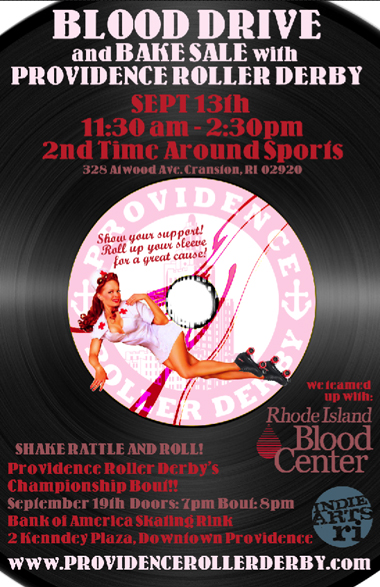 BLOOD DRIVE
and BAKE SALE with
PROVIDENCE ROLLER DERBY
SEPT 13th
11:30 am - 2:30pm
2nd Time Around Sports
328 Atwood Ave. Cranston, RI 02920
PROVIDENCE
Show your support!
Roll up your sleeve
for a great cause!
ROLLER DERBY
we teamed
up with:
Rhode Island
Blood
Center
SHAKE RATTLE AND ROLL!
Providence Roller Derby's
Championship Bout!!
September 19th Doors: 7pm Bout: 8pm
Bank of America Skating Rink
2 Kenndey Plaza, Downtown Providence
INDIE
ARTS
ri
www.PROVIDENCEROLLERDERBY.com